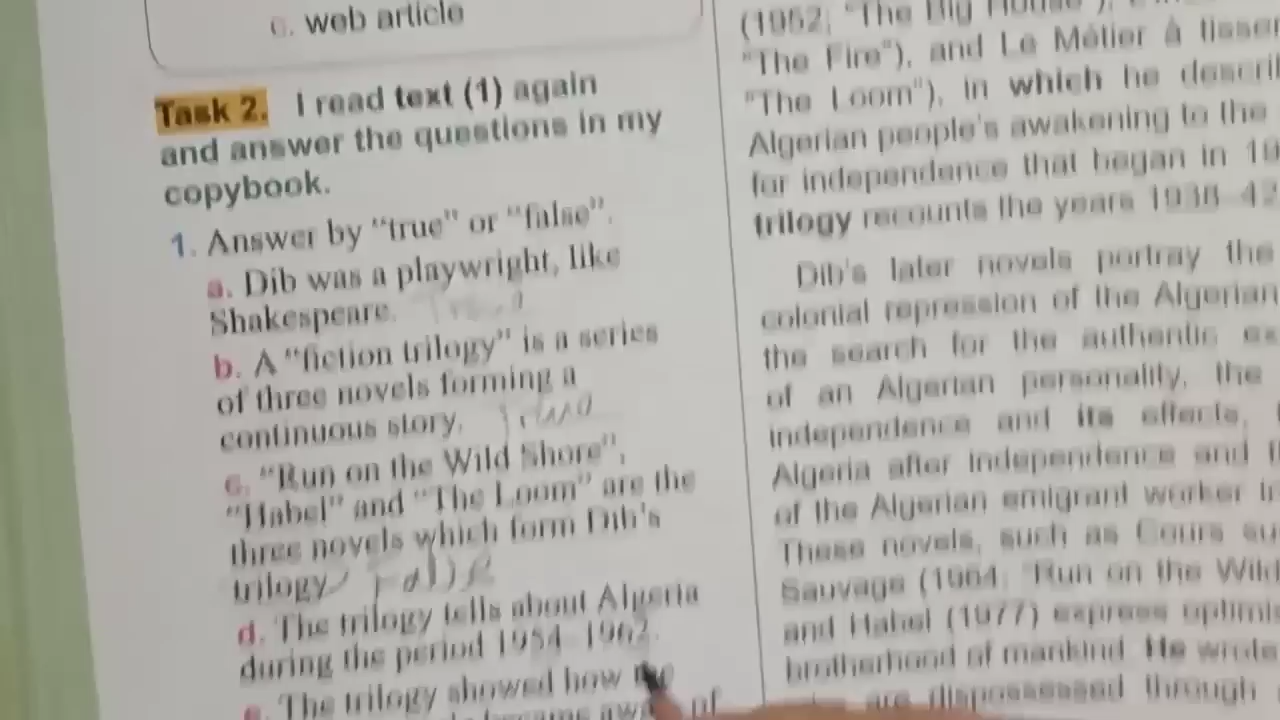 c. web article
Task 2. I read text (1) again
and answer the questions in my
copybook.
1. Answer by “true” or “false”.
a. Dib was a playwright, like
Shakespeare.
b. A “fiction trilogy” is a series
of three novels forming a
continuous story.
c. “Run on the Wild Shore”,
“Habel” and “The Loom” are the
three novels which form Dib's
trilogy
d. The trilogy tells about Algeria
during the period 1954-1962.
e. The trilogy showed how
became of
(1952; “The Big House”),
“The Fire”), and Le Métier à tisser
“The Loom”), in which he
Algerian people's awakening to the
for independence that began in
trilogy recounts the years 1938-42
Dib's later novels portray the
colonial repression of the Algerian
the search for the authentic
of an Algerian personality, the
independence and its effects,
Algeria after independence and
of the Algerian emigrant worker
These novels, such as Cours
Sauvage (1964; “Run on the Wild
and Habel (1977) express
brotherhood of mankind. He wrote
are dispossessed through